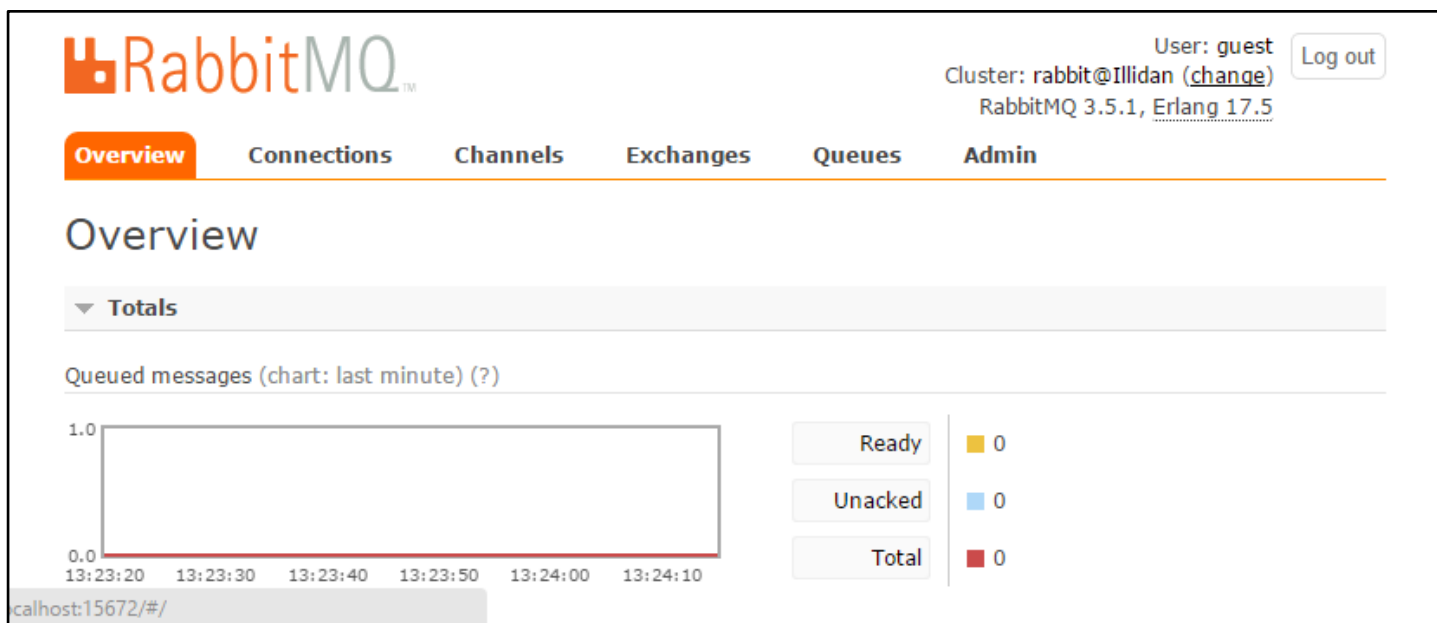 RabbitMQ TM
User: guest
Log out
Cluster: rabbit@Illidan (change)
RabbitMQ 3.5.1, Erlang 17.5
Overview Connections Channels Exchanges Queues Admin
Overview
Totals
Queued messages (chart: last minute) (?)
1.0
0.0
13:23:20 13:23:30 13:23:40 13:23:50 13:24:00 13:24:10
Ready 0
Unacked 0
Total 0
calhost:15672/#/